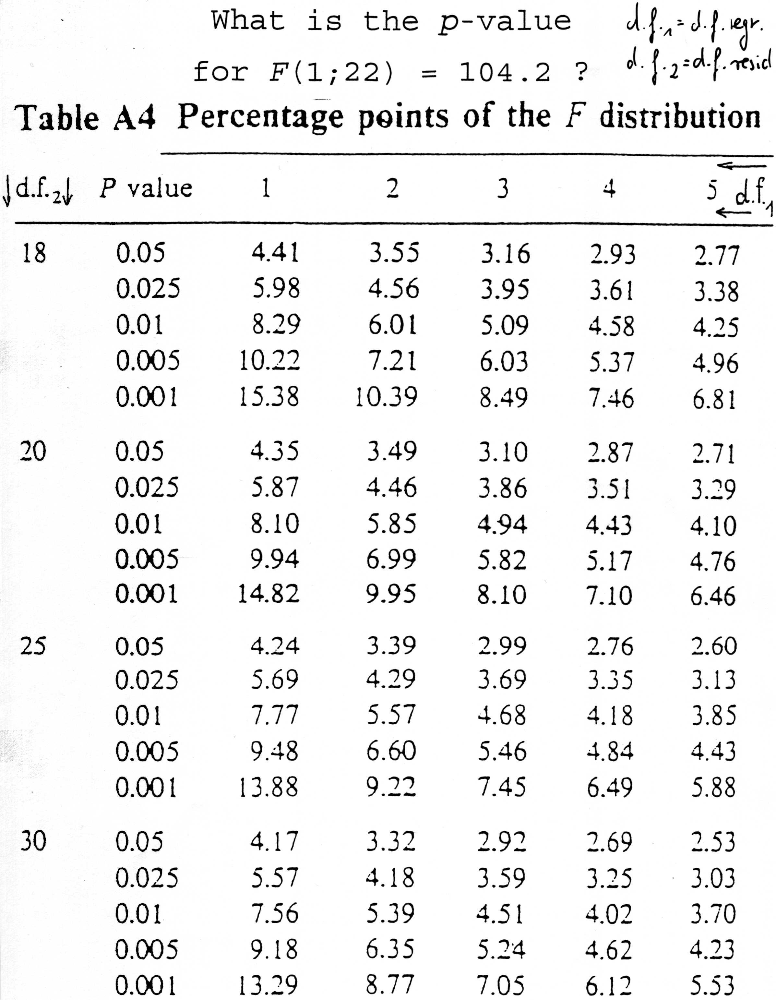 What is the p-value
d.f.1 = d.f. regr.
for F(1;22) = 104.2 ?
d.f.2 = d.f. resid
Table A4 Percentage points of the F distribution
↓d.f.2↓ P value 1 2 3 4 5 d.f.1
18 0.05 4.41 3.55 3.16 2.93 2.77
0.025 5.98 4.56 3.95 3.61 3.38
0.01 8.29 6.01 5.09 4.58 4.25
0.005 10.22 7.21 6.03 5.37 4.96
0.001 15.38 10.39 8.49 7.46 6.81
20 0.05 4.35 3.49 3.10 2.87 2.71
0.025 5.87 4.46 3.86 3.51 3.29
0.01 8.10 5.85 4.94 4.43 4.10
0.005 9.94 6.99 5.82 5.17 4.76
0.001 14.82 9.95 8.10 7.10 6.46
25 0.05 4.24 3.39 2.99 2.76 2.60
0.025 5.69 4.29 3.69 3.35 3.13
0.01 7.77 5.57 4.68 4.18 3.85
0.005 9.48 6.60 5.46 4.84 4.43
0.001 13.88 9.22 7.45 6.49 5.88
30 0.05 4.17 3.32 2.92 2.69 2.53
0.025 5.57 4.18 3.59 3.25 3.03
0.01 7.56 5.39 4.51 4.02 3.70
0.005 9.18 6.35 5.24 4.62 4.23
0.001 13.29 8.77 7.05 6.12 5.53